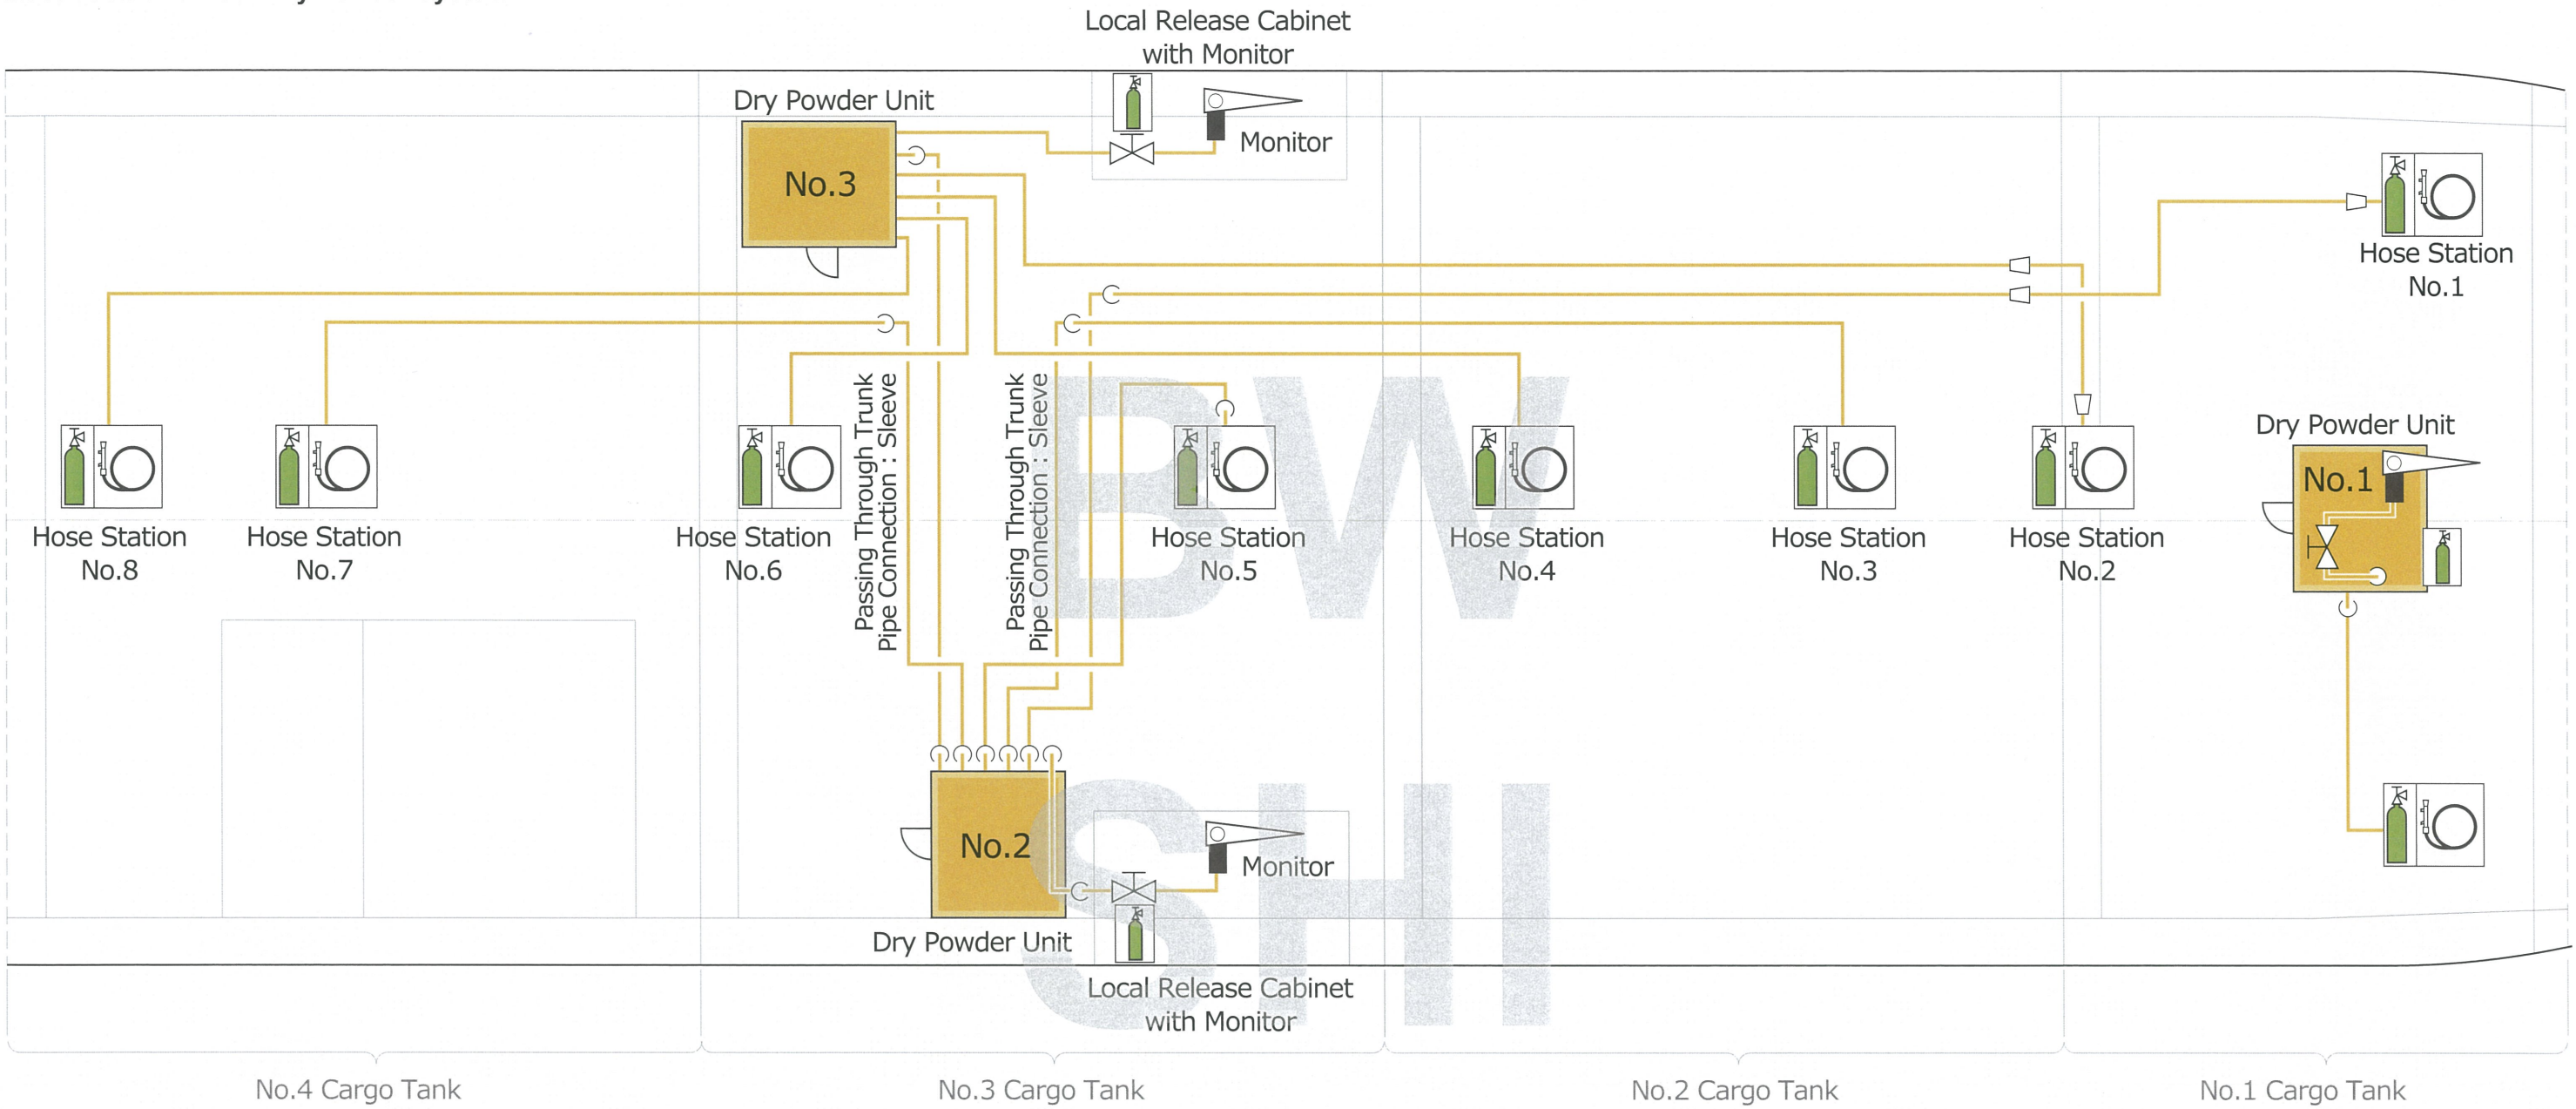 Local Release Cabinet
with Monitor
Dry Powder Unit
No.3
Monitor
Hose Station
No.1
Passing Through Trunk
Pipe Connection : Sleeve
Passing Through Trunk
Pipe Connection : Sleeve
Dry Powder Unit
No.1
Hose Station
No.8
Hose Station
No.7
Hose Station
No.6
Hose Station
No.5
Hose Station
No.4
Hose Station
No.3
Hose Station
No.2
BW
SHI
No.2
Monitor
Dry Powder Unit
Local Release Cabinet
with Monitor
No.4 Cargo Tank
No.3 Cargo Tank
No.2 Cargo Tank
No.1 Cargo Tank